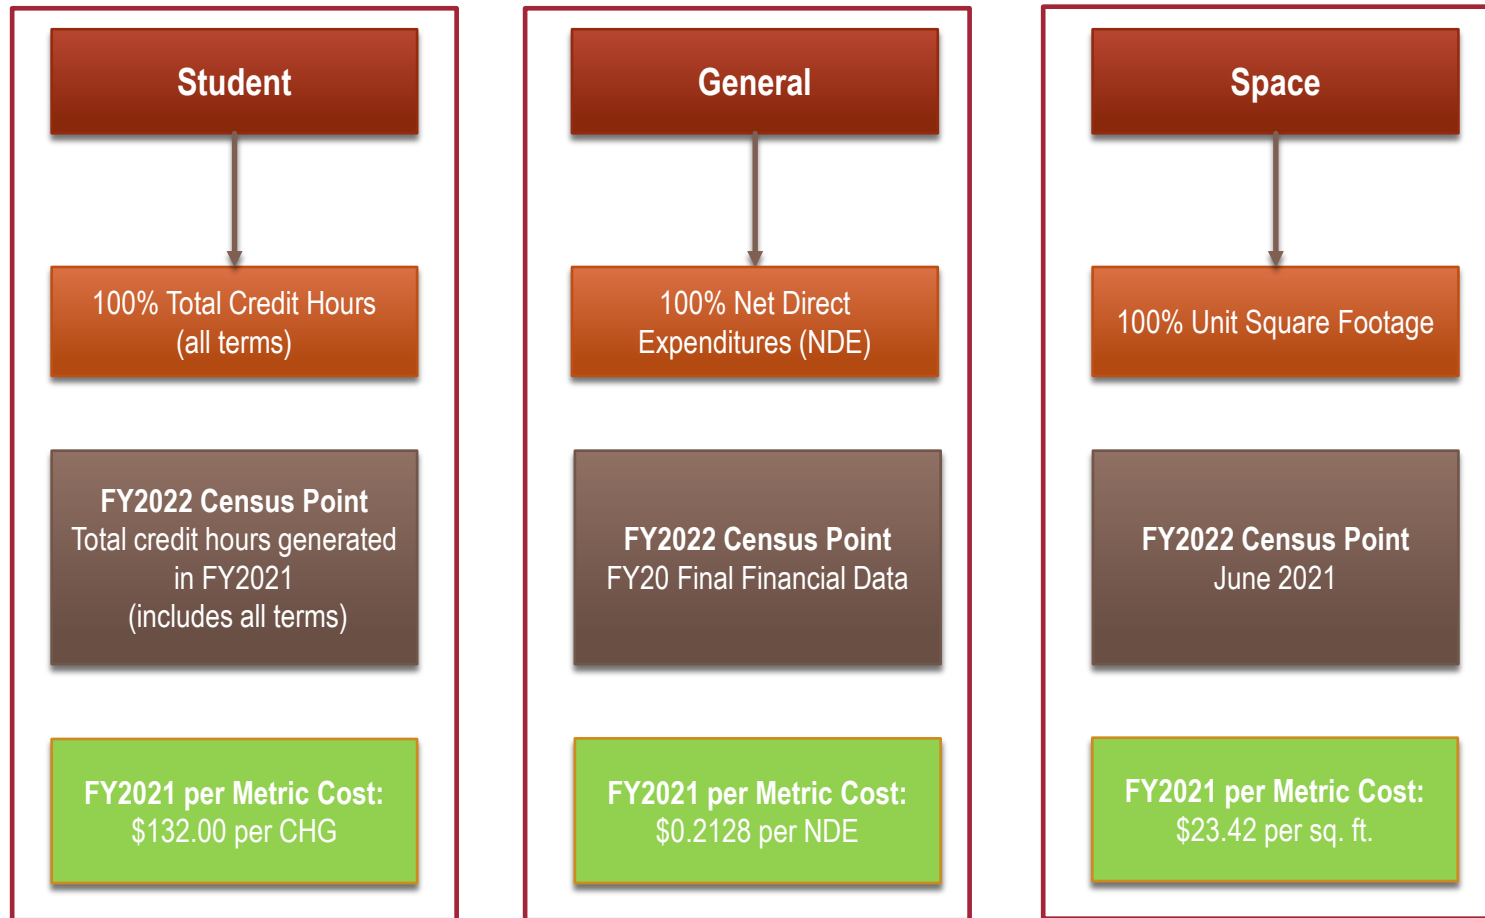 Student
100% Total Credit Hours
(all terms)
FY2022 Census Point
Total credit hours generated
in FY2021
(includes all terms)
FY2021 per Metric Cost:
$132.00 per CHG
General
100% Net Direct
Expenditures (NDE)
FY2022 Census Point
FY20 Final Financial Data
FY2021 per Metric Cost:
$0.2128 per NDE
Space
100% Unit Square Footage
FY2022 Census Point
June 2021
FY2021 per Metric Cost:
$23.42 per sq. ft.